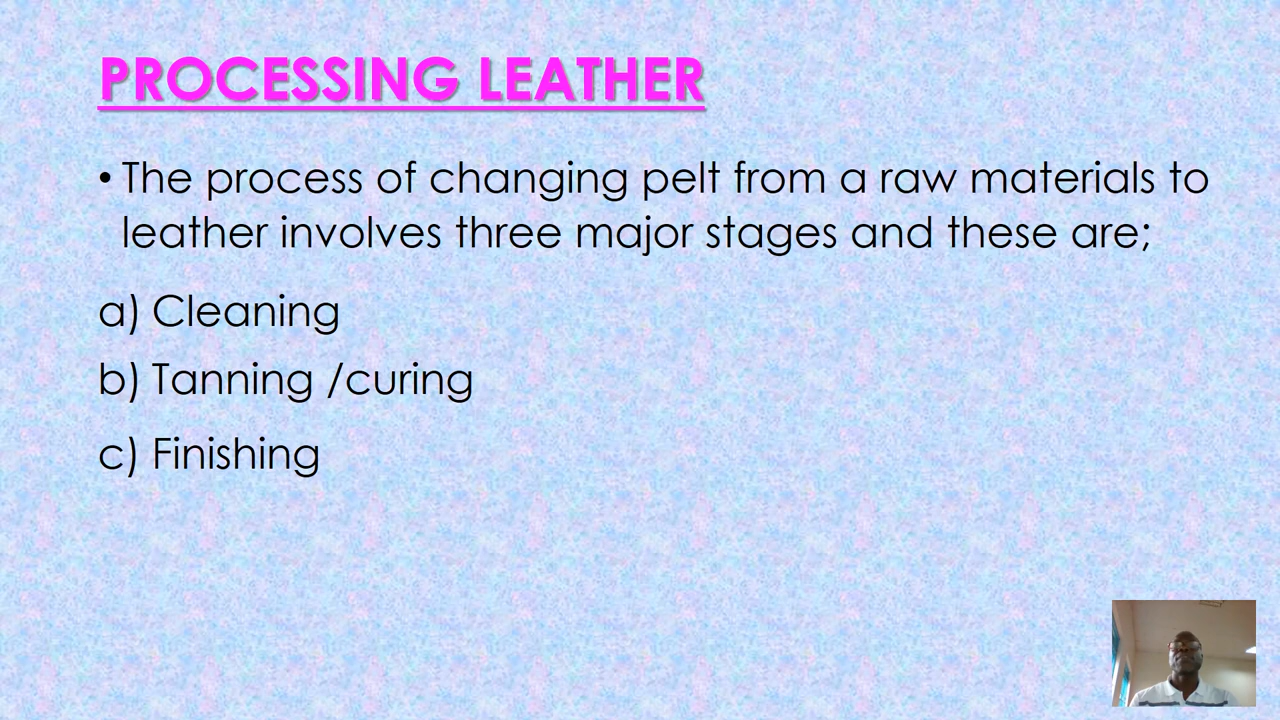 PROCESSING LEATHER
• The process of changing pelt from a raw materials to
leather involves three major stages and these are;
a) Cleaning
b) Tanning /curing
c) Finishing